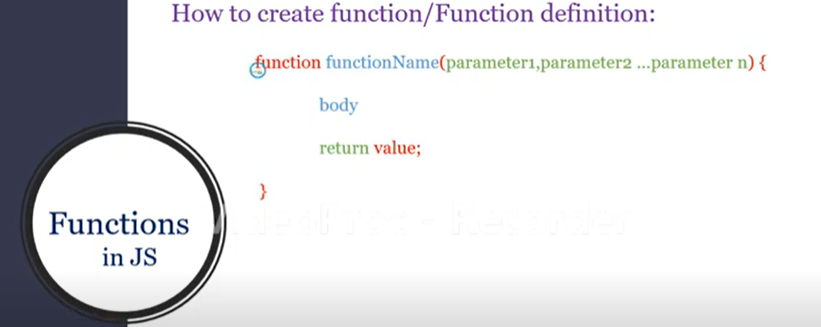 How to create function/Function definition:
function functionName(parameter1,parameter2 ...parameter n) {
body
return value;
}
Functions
in JS